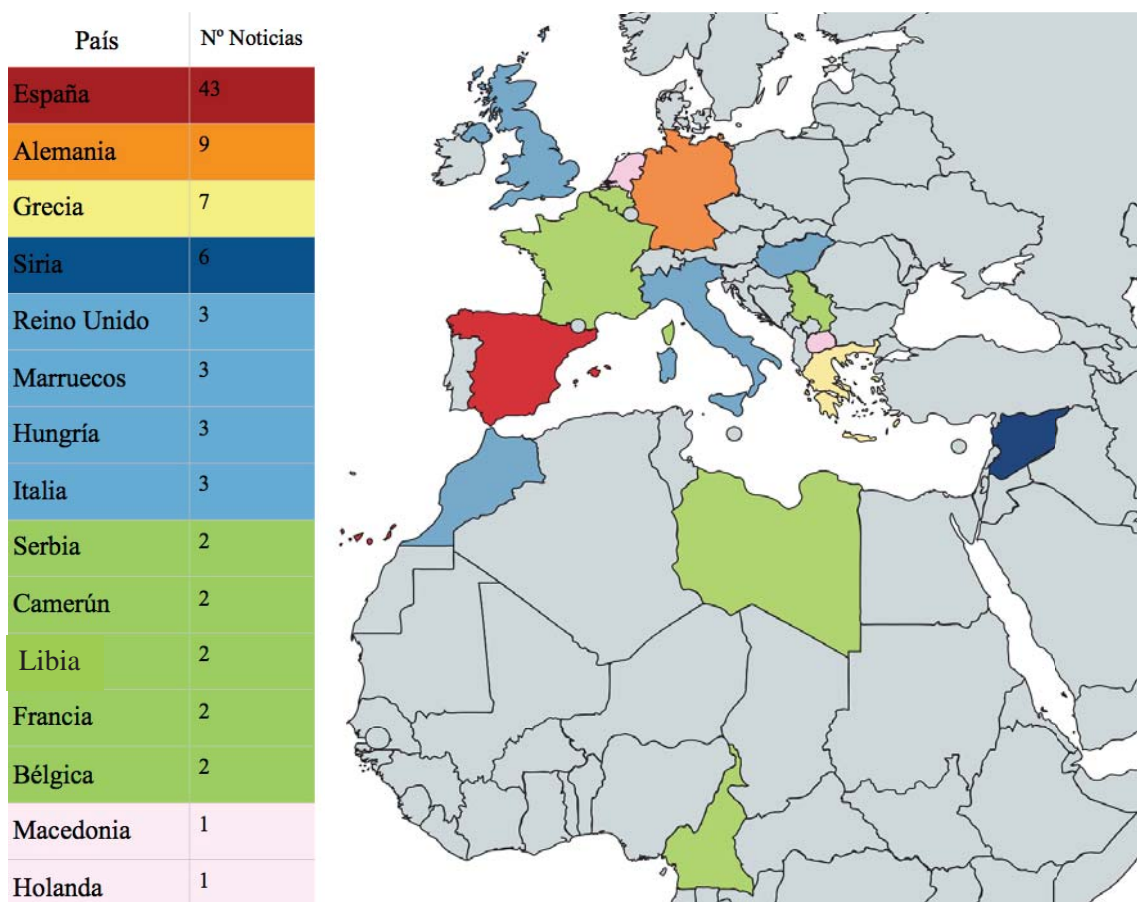 País Nº Noticias
España 43
Alemania 9
Grecia 7
Siria 6
Reino Unido 3
Marruecos 3
Hungría 3
Italia 3
Serbia 2
Camerún 2
Libia 2
Francia 2
Bélgica 2
Macedonia 1
Holanda 1